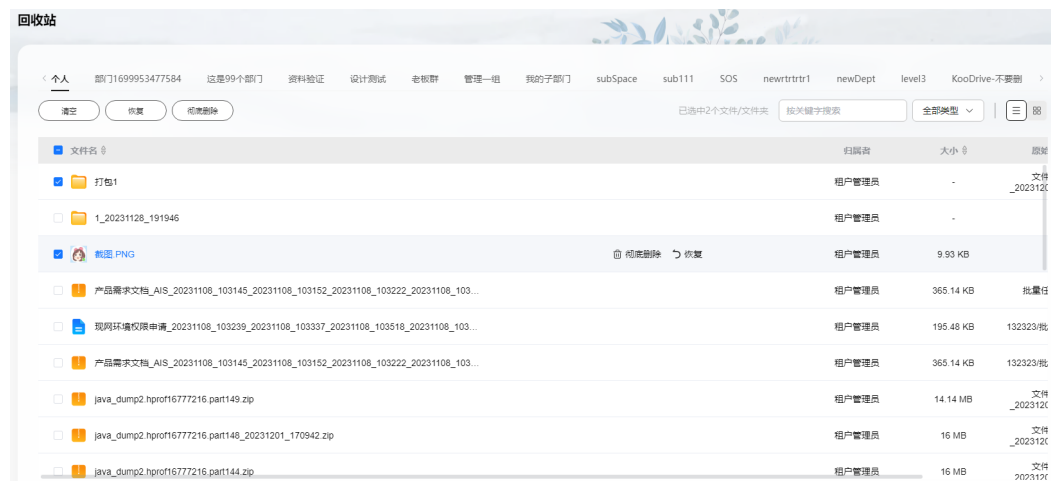 回收站
个人 部门1699953477584 这是99个部门 资料验证 设计测试 老板群 管理一组 我的子部门 subSpace sub111 SOS newrtrtrtr1 newDept level3 KooDrive-不要删
清空 恢复 彻底删除 已选中2个文件/文件夹 按关键字搜索 全部类型
文件名 归属者 大小 原始
打包1 租户管理员 - 文件
_2023120
1_20231128_191946 租户管理员 -
截图.PNG 彻底删除 恢复 租户管理员 9.93 KB
产品需求文档_AIS_20231108_103145_20231108_103152_20231108_103222_20231108_103... 租户管理员 365.14 KB 批量任
现网环境权限申请_20231108_103239_20231108_103337_20231108_103518_20231108_103... 租户管理员 195.48 KB 132323/批
产品需求文档_AIS_20231108_103145_20231108_103152_20231108_103222_20231108_103... 租户管理员 365.14 KB 132323/批
java_dump2.hprof16777216.part149.zip 租户管理员 14.14 MB 文件
_2023120
java_dump2.hprof16777216.part148_20231201_170942.zip 租户管理员 16 MB 文件
_2023120
java_dump2.hprof16777216.part144.zip 租户管理员 16 MB 文件
2023120